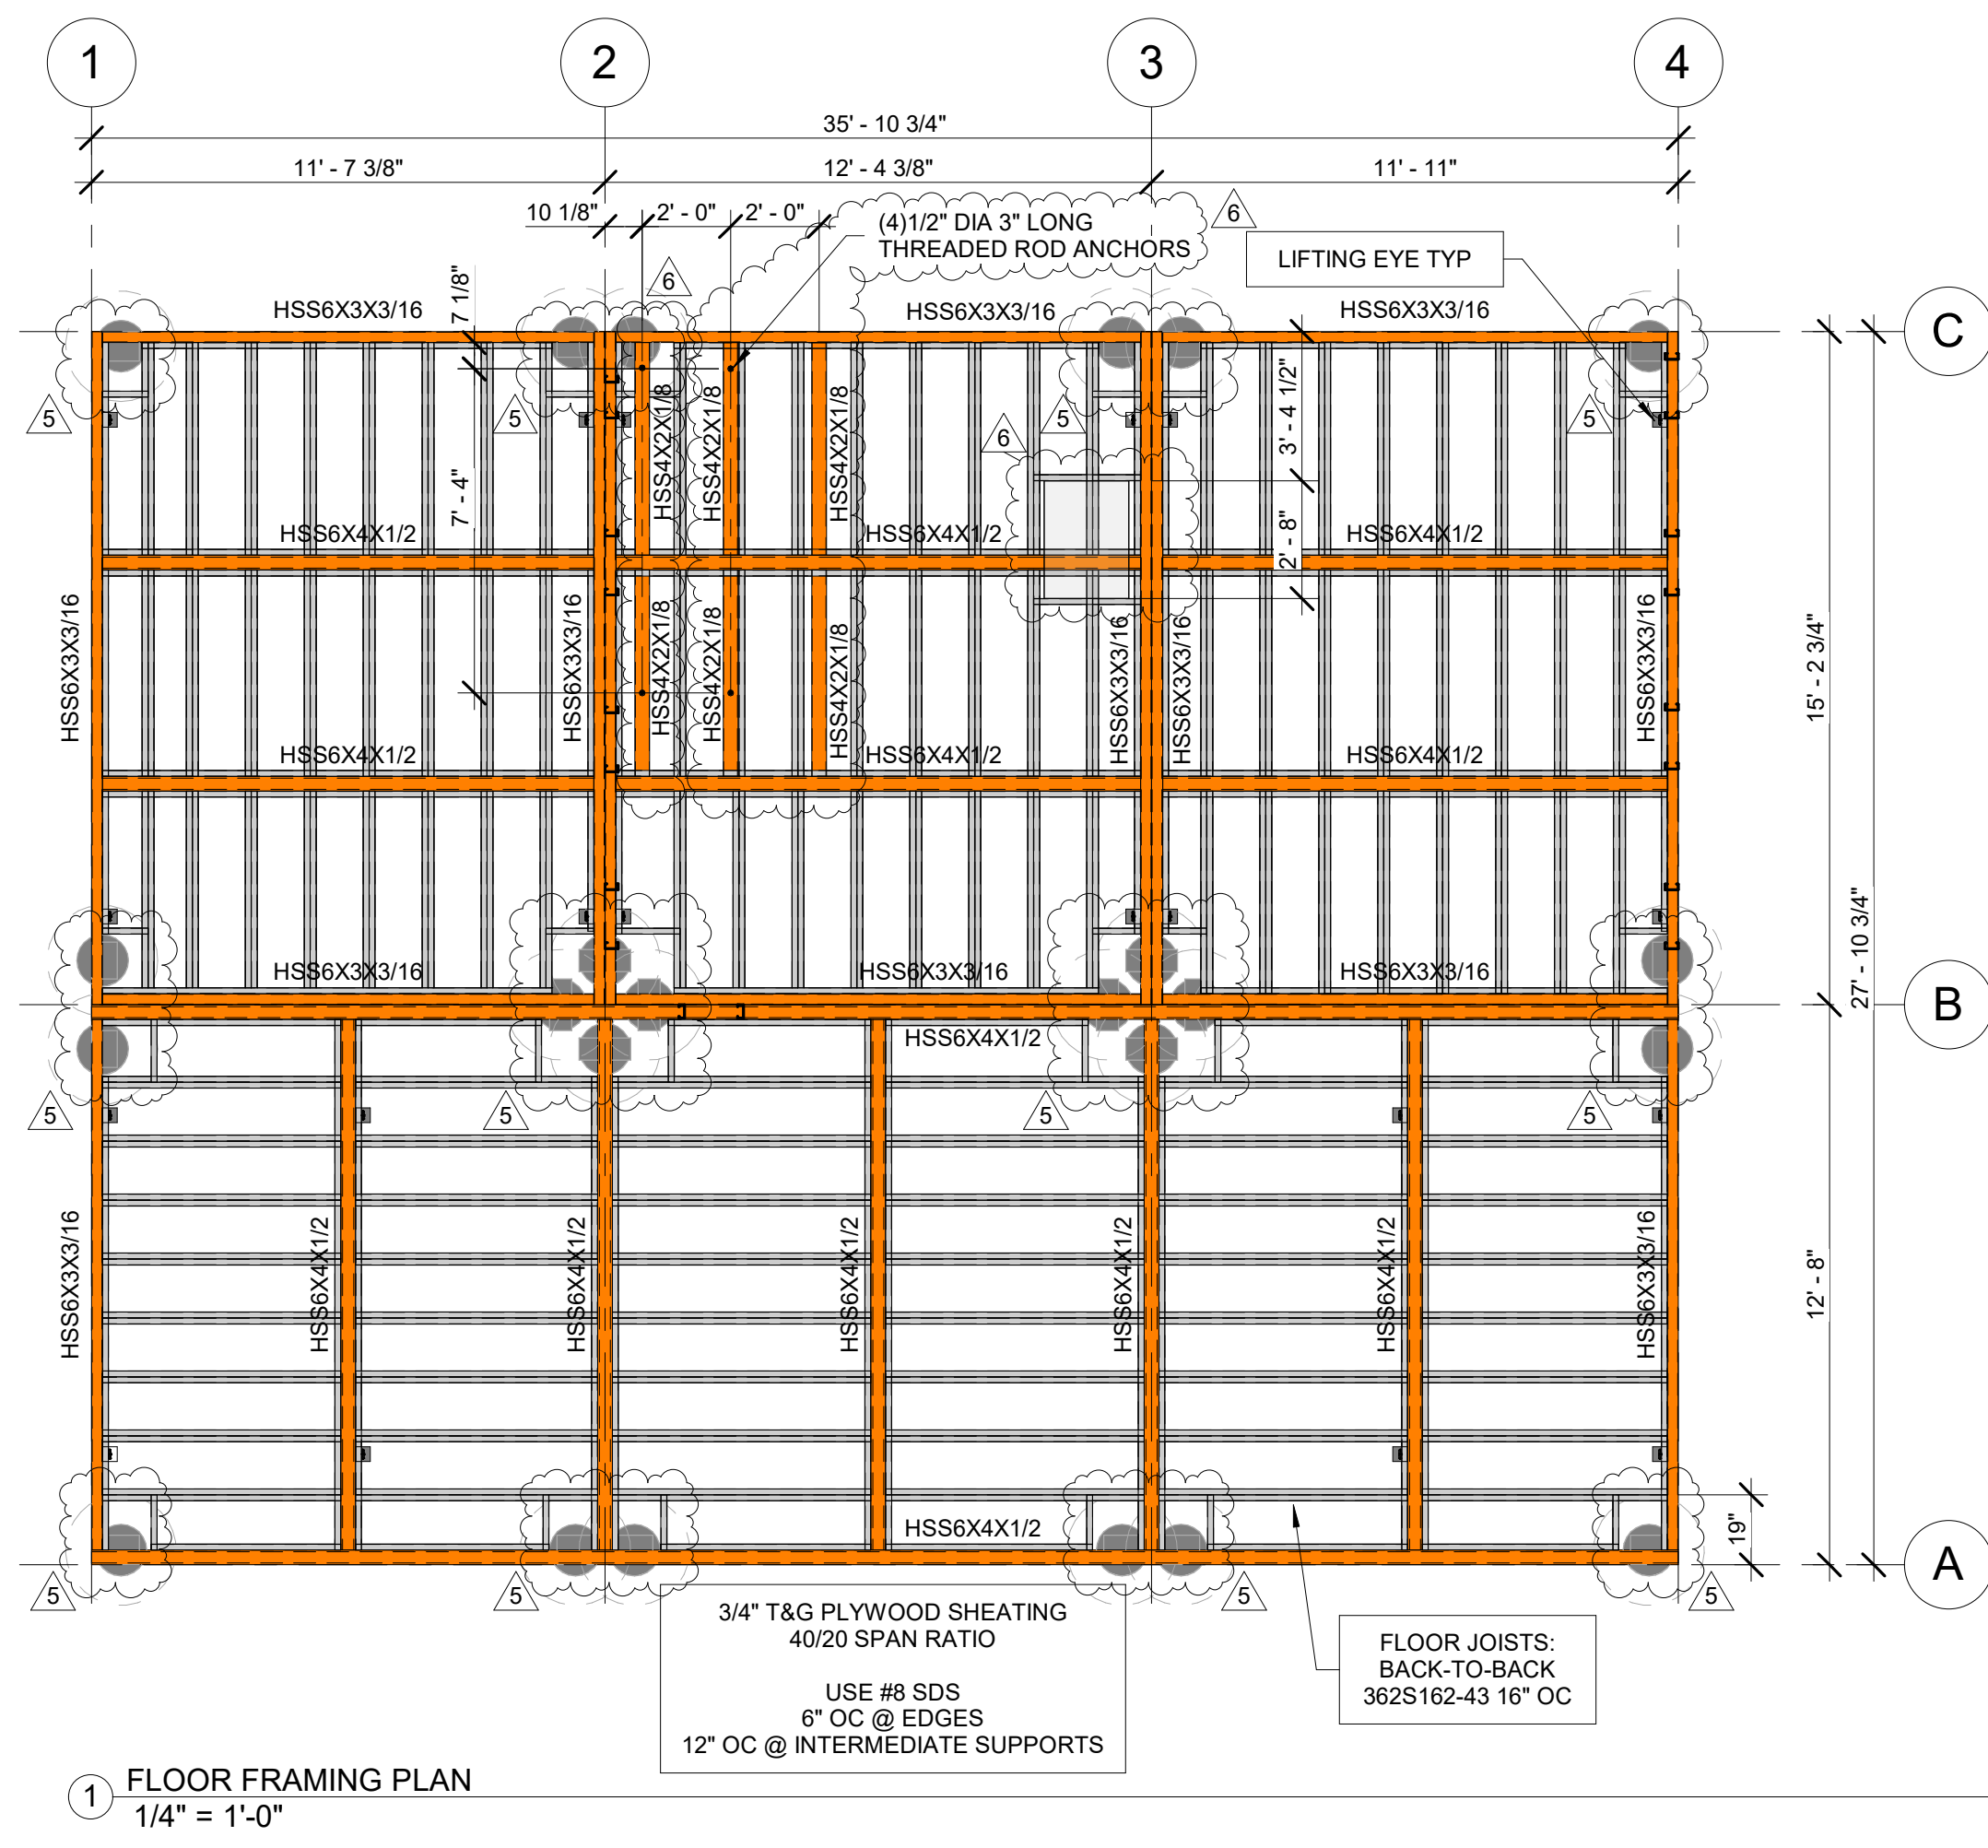 1
2
3
4
35' - 10 3/4"
11' - 7 3/8"
12' - 4 3/8"
11' - 11"
10 1/8"
2' - 0"
2' - 0"
(4)1/2" DIA 3" LONG
THREADED ROD ANCHORS
6
LIFTING EYE TYP
6
7 1/8"
HSS6X3X3/16
HSS6X3X3/16
HSS6X3X3/16
C
5
5
5
5
6
3' - 4 1/2"
HSS4X2X1/8
HSS4X2X1/8
HSS4X2X1/8
7' - 4"
2' - 8"
HSS6X4X1/2
HSS6X4X1/2
HSS6X4X1/2
HSS6X3X3/16
HSS6X3X3/16
HSS4X2X1/8
HSS4X2X1/8
HSS4X2X1/8
HSS6X3X3/16
HSS6X3X3/16
HSS6X3X3/16
15' - 2 3/4"
HSS6X4X1/2
HSS6X4X1/2
HSS6X4X1/2
27' - 10 3/4"
HSS6X3X3/16
HSS6X3X3/16
HSS6X3X3/16
B
HSS6X4X1/2
5
5
5
5
HSS6X3X3/16
HSS6X4X1/2
HSS6X4X1/2
HSS6X4X1/2
HSS6X4X1/2
HSS6X4X1/2
HSS6X3X3/16
12' - 8"
HSS6X4X1/2
19"
A
5
5
5
5
3/4" T&G PLYWOOD SHEATING
40/20 SPAN RATIO
USE #8 SDS
6" OC @ EDGES
12" OC @ INTERMEDIATE SUPPORTS
FLOOR JOISTS:
BACK-TO-BACK
362S162-43 16" OC
1
FLOOR FRAMING PLAN
1/4" = 1'-0"